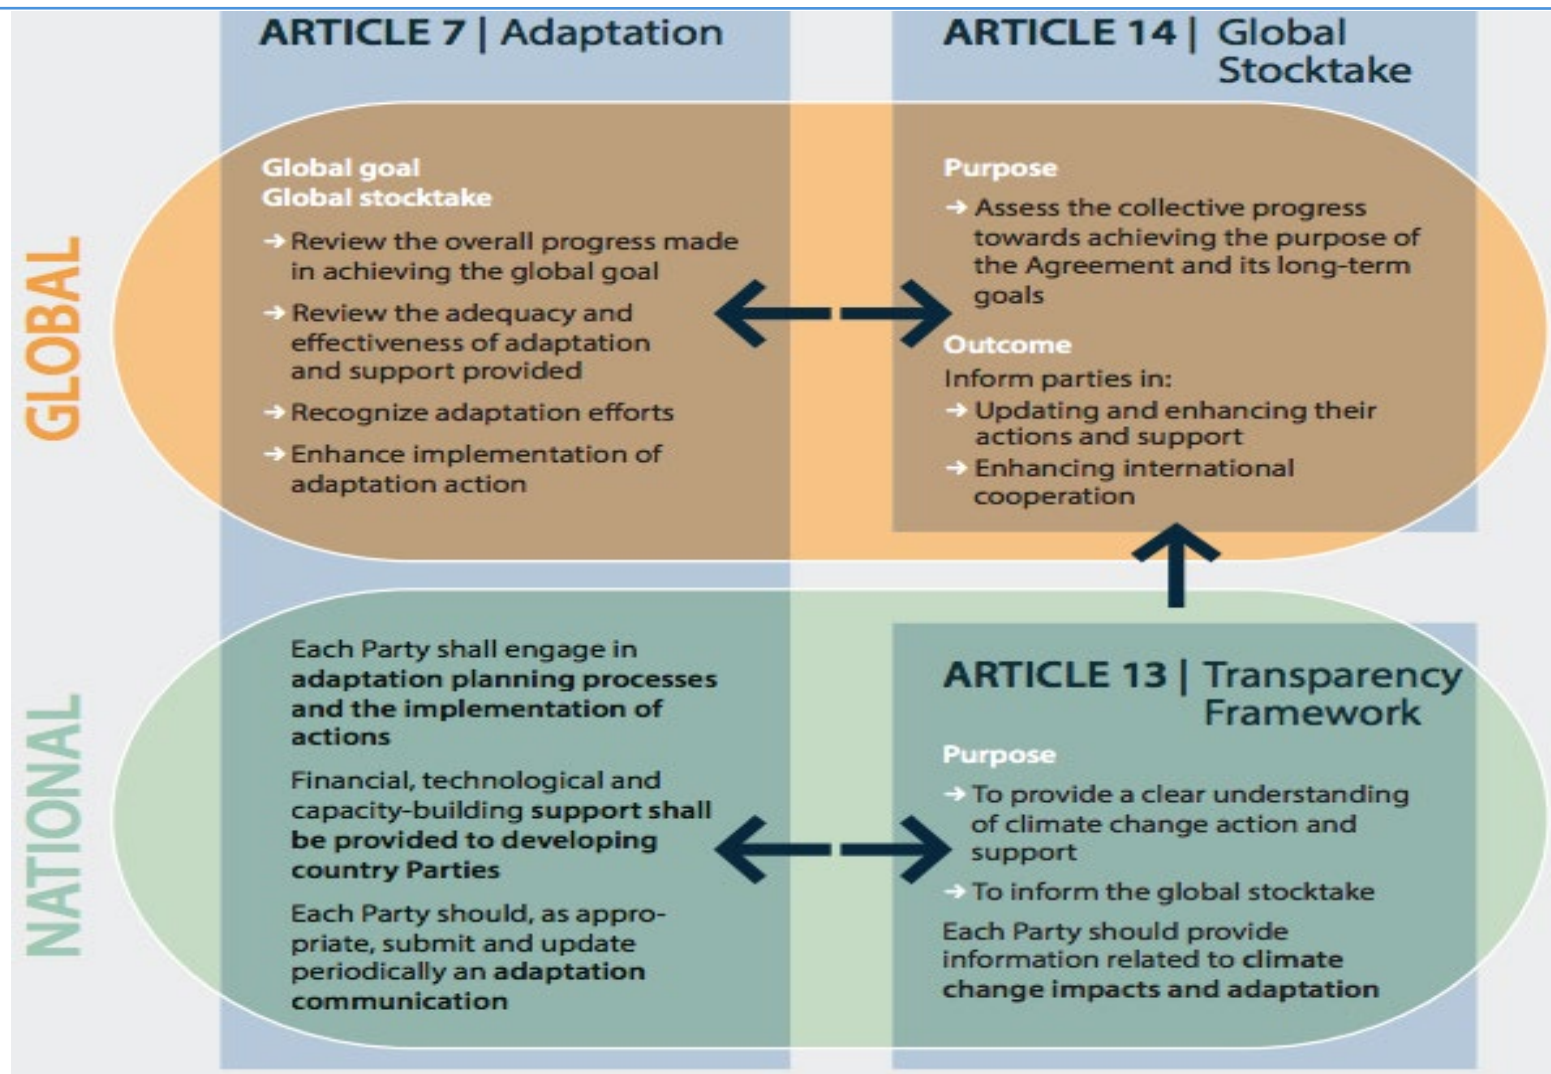 ARTICLE 7 | Adaptation
GLOBAL
Global goal
Global stocktake
→ Review the overall progress made
in achieving the global goal
→ Review the adequacy and
effectiveness of adaptation
and support provided
→ Recognize adaptation efforts
→ Enhance implementation of
adaptation action
ARTICLE 14 | Global
Stocktake
Purpose
→ Assess the collective progress
towards achieving the purpose of
the Agreement and its long-term
goals
Outcome
Inform parties in:
→ Updating and enhancing their
actions and support
→ Enhancing international
cooperation
NATIONAL
Each Party shall engage in
adaptation planning processes
and the implementation of
actions
Financial, technological and
capacity-building support shall
be provided to developing
country Parties
Each Party should, as appro-
priate, submit and update
periodically an adaptation
communication
ARTICLE 13 | Transparency
Framework
Purpose
→ To provide a clear understanding
of climate change action and
support
→ To inform the global stocktake
Each Party should provide
information related to climate
change impacts and adaptation